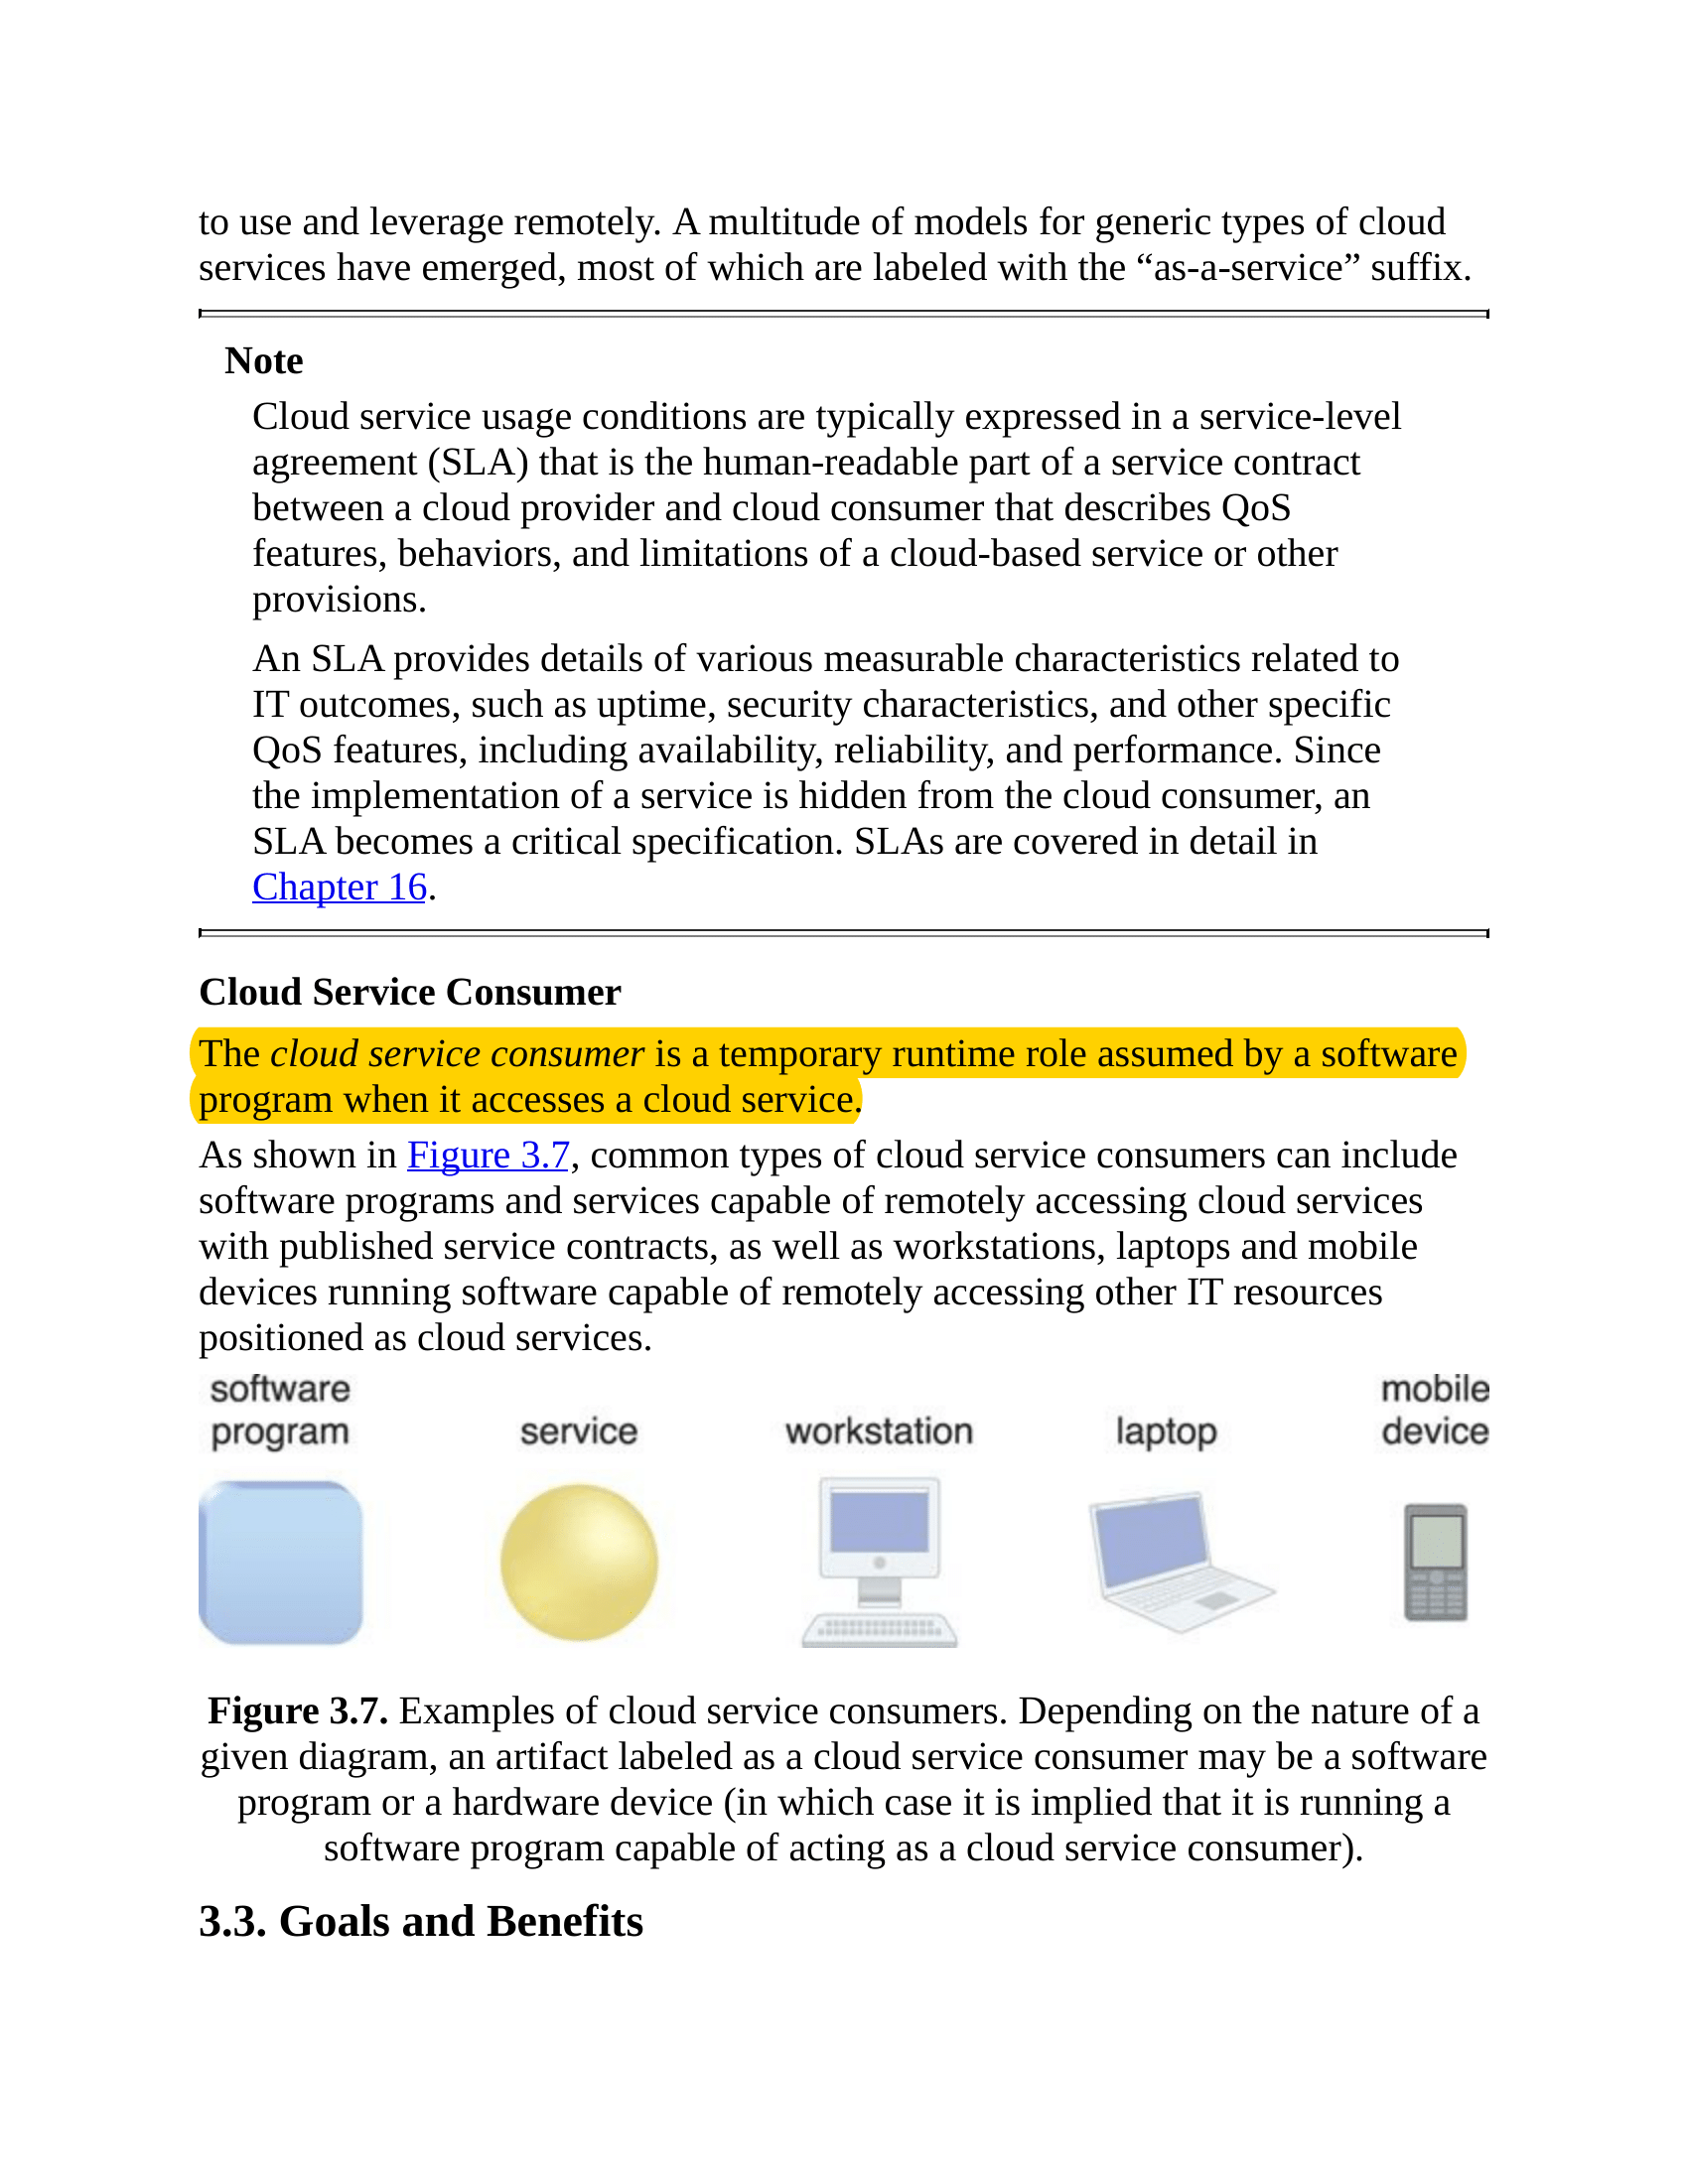 to use and leverage remotely. A multitude of models for generic types of cloud
services have emerged, most of which are labeled with the “as-a-service” suffix.
Note
Cloud service usage conditions are typically expressed in a service-level
agreement (SLA) that is the human-readable part of a service contract
between a cloud provider and cloud consumer that describes QoS
features, behaviors, and limitations of a cloud-based service or other
provisions.
An SLA provides details of various measurable characteristics related to
IT outcomes, such as uptime, security characteristics, and other specific
QoS features, including availability, reliability, and performance. Since
the implementation of a service is hidden from the cloud consumer, an
SLA becomes a critical specification. SLAs are covered in detail in
Chapter 16.
Cloud Service Consumer
The cloud service consumer is a temporary runtime role assumed by a software
program when it accesses a cloud service.
As shown in Figure 3.7, common types of cloud service consumers can include
software programs and services capable of remotely accessing cloud services
with published service contracts, as well as workstations, laptops and mobile
devices running software capable of remotely accessing other IT resources
positioned as cloud services.
software
program
service
workstation
laptop
mobile
device
Figure 3.7. Examples of cloud service consumers. Depending on the nature of a
given diagram, an artifact labeled as a cloud service consumer may be a software
program or a hardware device (in which case it is implied that it is running a
software program capable of acting as a cloud service consumer).
3.3. Goals and Benefits